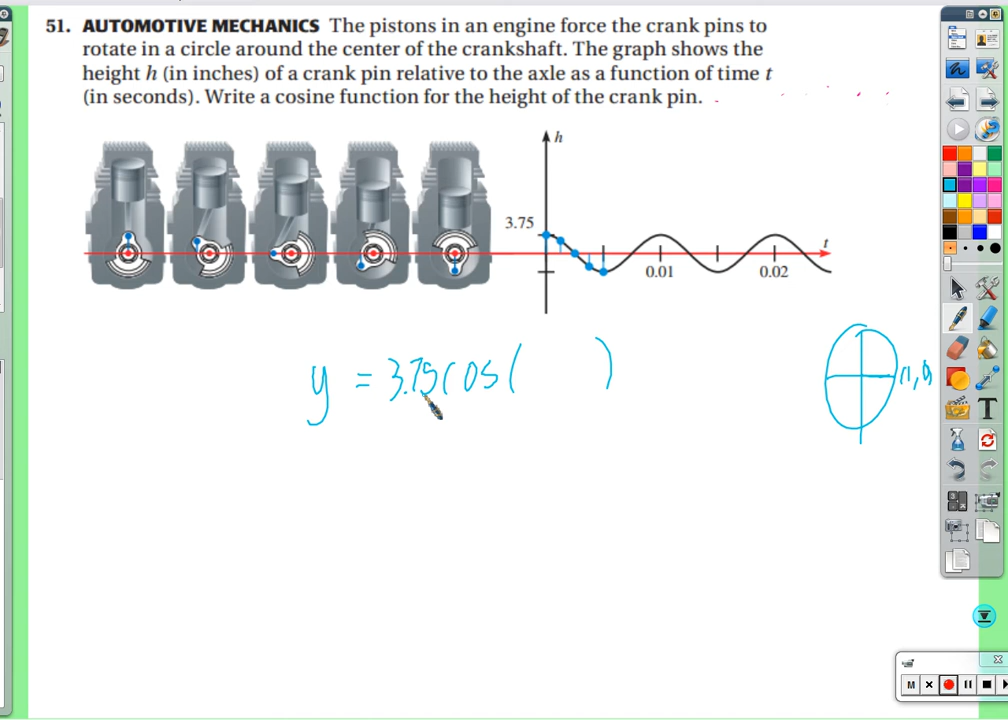 51. AUTOMOTIVE MECHANICS The pistons in an engine force the crank pins to
rotate in a circle around the center of the crankshaft. The graph shows the
height h (in inches) of a crank pin relative to the axle as a function of time t
(in seconds). Write a cosine function for the height of the crank pin.
h
3.75
t
0.01
0.02
y = 3.75 cos (      )
M
T